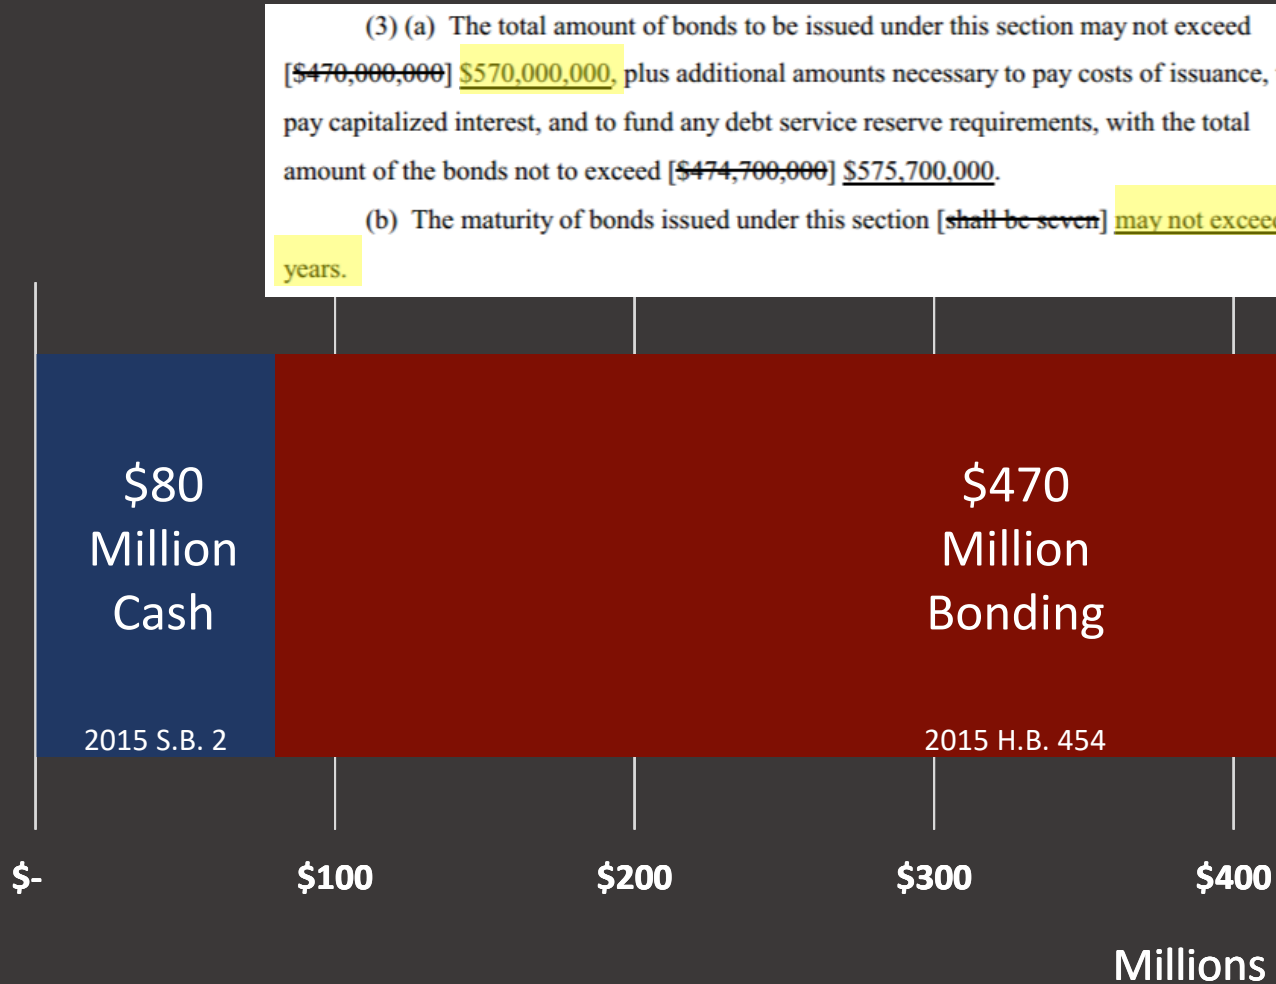 (3) (a) The total amount of bonds to be issued under this section may not exceed
[$470,000,000] $570,000,000, plus additional amounts necessary to pay costs of issuance,
pay capitalized interest, and to fund any debt service reserve requirements, with the total
amount of the bonds not to exceed [$474,700,000] $575,700,000.
(b) The maturity of bonds issued under this section [shall be seven] may not exceed
years.
$80
Million
Cash
2015 S.B. 2
$470
Million
Bonding
2015 H.B. 454
$- $100 $200 $300 $400
Millions